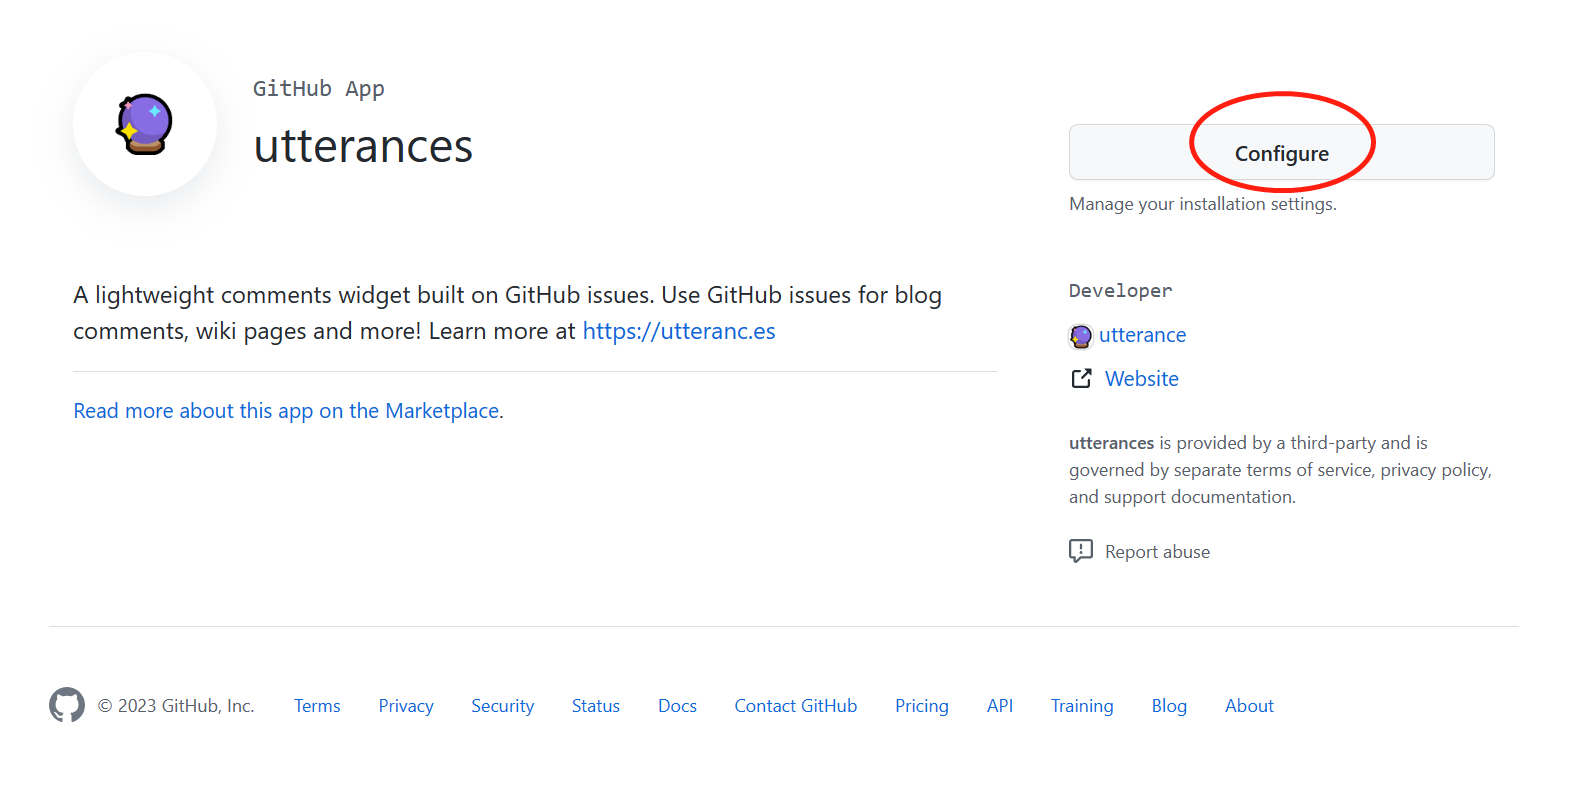 GitHub App
utterances
Configure
Manage your installation settings.
A lightweight comments widget built on GitHub issues. Use GitHub issues for blog
comments, wiki pages and more! Learn more at https://utteranc.es
Read more about this app on the Marketplace.
Developer
utterance
Website
utterances is provided by a third-party and is
governed by separate terms of service, privacy policy,
and support documentation.
Report abuse
© 2023 GitHub, Inc. Terms Privacy Security Status Docs Contact GitHub Pricing API Training Blog About